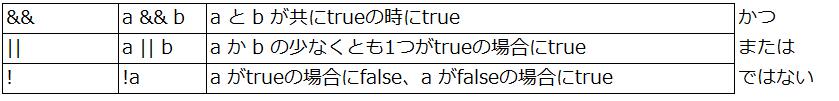 && a && b a と b が共にtrueの時にtrue かつ
|| a || b a か b の少なくとも1つがtrueの場合にtrue または
! !a a がtrueの場合にfalse、a がfalseの場合にtrue ではない